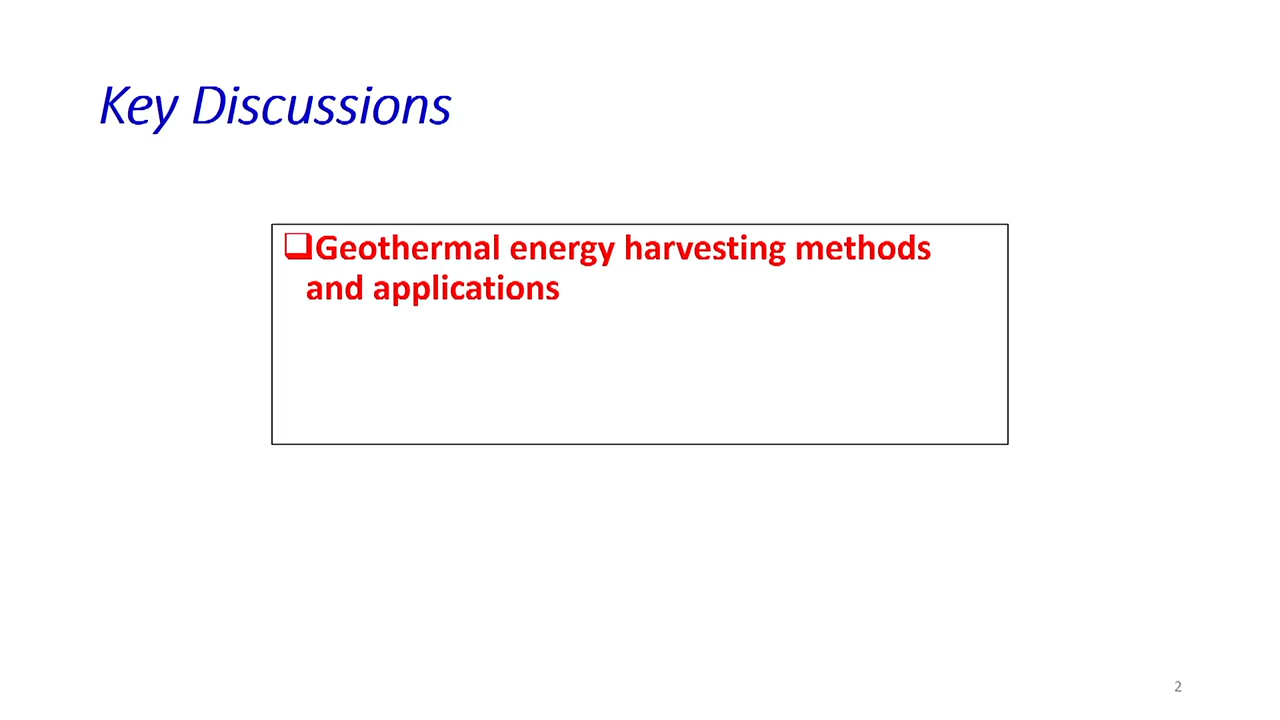 Key Discussions
❑Geothermal energy harvesting methods
and applications
2